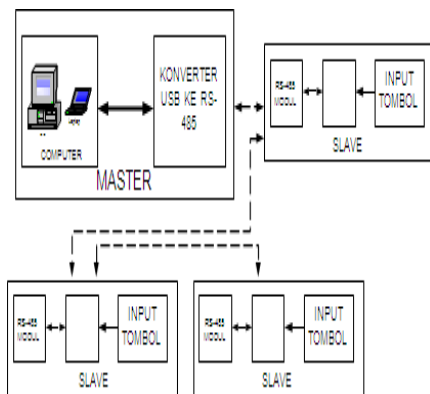 KONVERTER
USB KE RS-
485
COMPUTER
MASTER
RS-485
MODUL
INPUT
TOMBOL
SLAVE
RS-485
MODUL
INPUT
TOMBOL
SLAVE
RS-485
MODUL
INPUT
TOMBOL
SLAVE